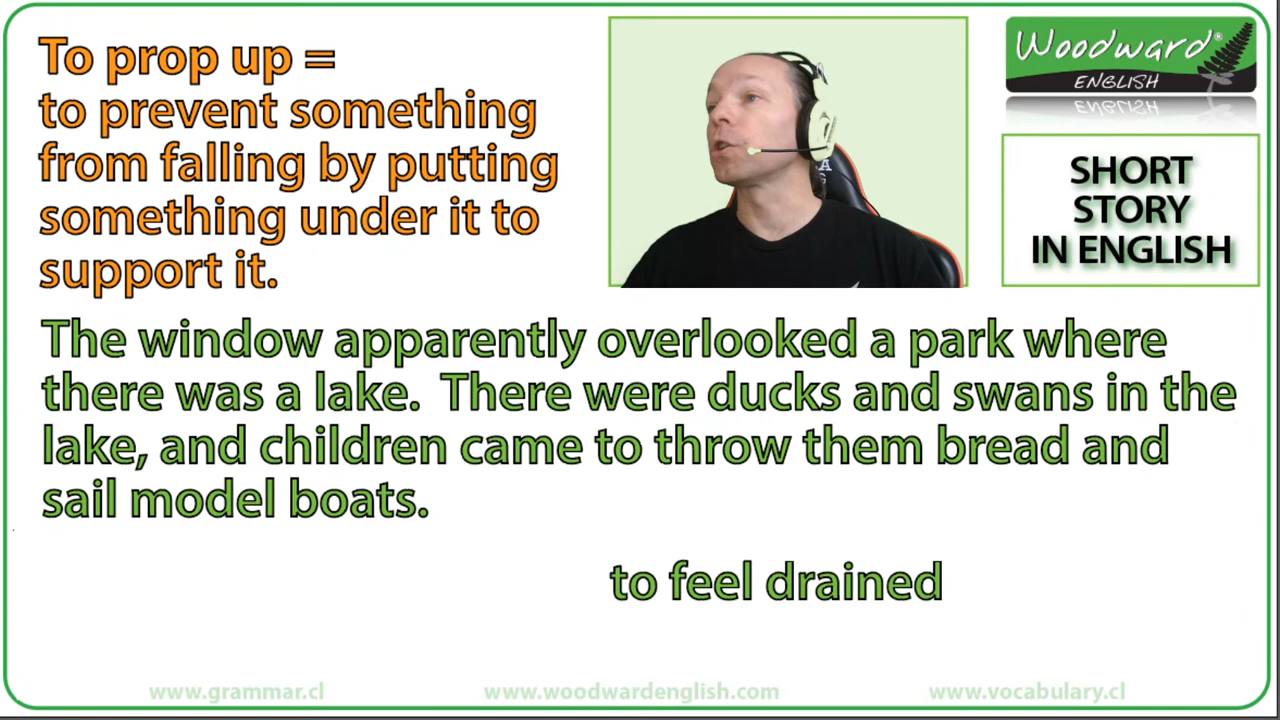 To prop up =
to prevent something
from falling by putting
something under it to
support it.
Woodward®
ENGLISH
SHORT
STORY
IN ENGLISH
The window apparently overlooked a park where
there was a lake. There were ducks and swans in the
lake, and children came to throw them bread and
sail model boats.
to feel drained
www.grammar.cl
www.woodwardenglish.com
www.vocabulary.cl